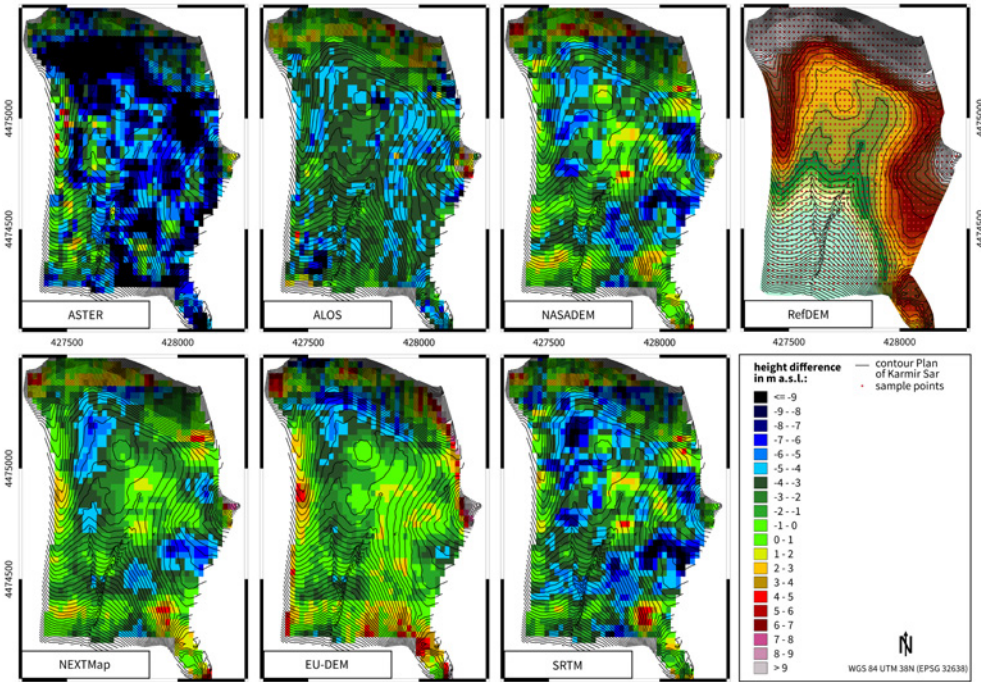 4475000
4474500
ASTER
ALOS
NASADEM
RefDEM
4475000
4474500
427500
428000
427500
428000
427500
428000
427500
428000
4475000
4474500
NEXTMap
EU-DEM
SRTM
height difference
in m a.s.l.:
<= -9
-9 - -8
-8 - -7
-7 - -6
-6 - -5
-5 - -4
-4 - -3
-3 - -2
-2 - -1
-1 - 0
0 - 1
1 - 2
2 - 3
3 - 4
4 - 5
5 - 6
6 - 7
7 - 8
8 - 9
> 9
contour Plan
of Karmir Sar
sample points
N
WGS 84 UTM 38N (EPSG 32638)